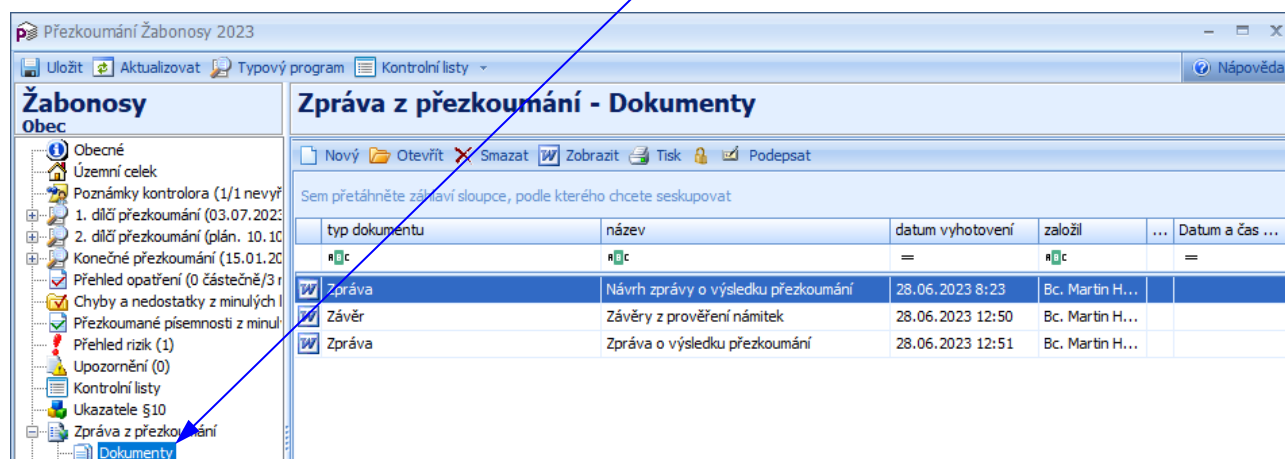 Přezkoumání Žabonosy 2023
Uložit Aktualizovat Typový program Kontrolní listy Nápověda
Žabonosy
Obec
Zpráva z přezkoumání - Dokumenty
Obecné
Územní celek
Poznámky kontrolora (1/1 nevyř
1. dílčí přezkoumání (03.07.2023
2. dílčí přezkoumání (plán. 10.10
Konečné přezkoumání (15.01.20
Přehled opatření (0 částečně/3 r
Chyby a nedostatky z minulých l
Přezkoumané písemnosti z minul
Přehled rizik (1)
Upozornění (0)
Kontrolní listy
Ukazatele §10
Zpráva z přezkoumání
Dokumenty
Nový Otevřít Smazat Zobrazit Tisk Podepsat
Sem přetáhněte záhlaví sloupce, podle kterého chcete seskupovat
typ dokumentu název datum vyhotovení založil ... Datum a čas ...
ABC ABC = ABC =
Zpráva Návrh zprávy o výsledku přezkoumání 28.06.2023 8:23 Bc. Martin H...
Závěr Závěry z prověření námitek 28.06.2023 12:50 Bc. Martin H...
Zpráva Zpráva o výsledku přezkoumání 28.06.2023 12:51 Bc. Martin H...